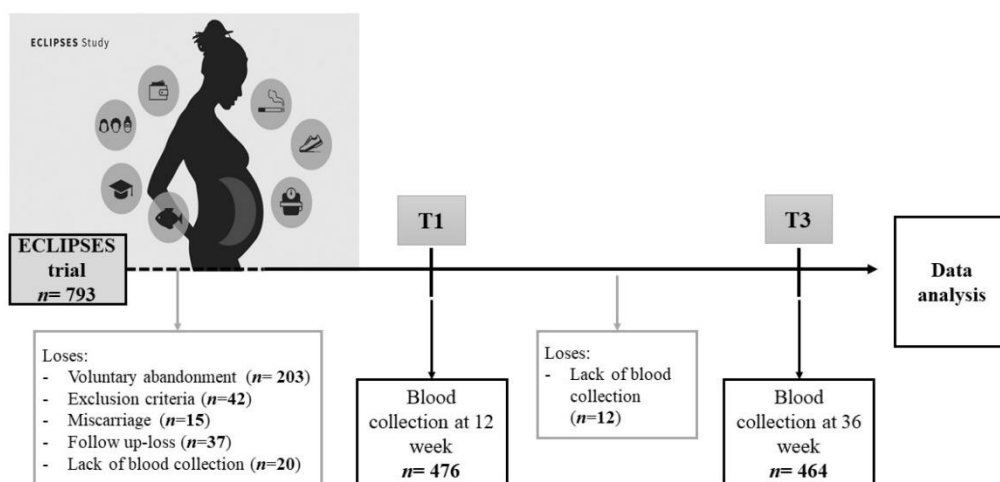 ECLIPSES Study
T1
T3
ECLIPSES
trial
n= 793
Data
analysis
Loses:
- Voluntary abandonment (n= 203)
- Exclusion criteria (n=42)
- Miscarriage (n=15)
- Follow up-loss (n=37)
- Lack of blood collection (n=20)
Blood
collection at 12
week
n= 476
Loses:
- Lack of blood
collection
(n=12)
Blood
collection at 36
week
n= 464